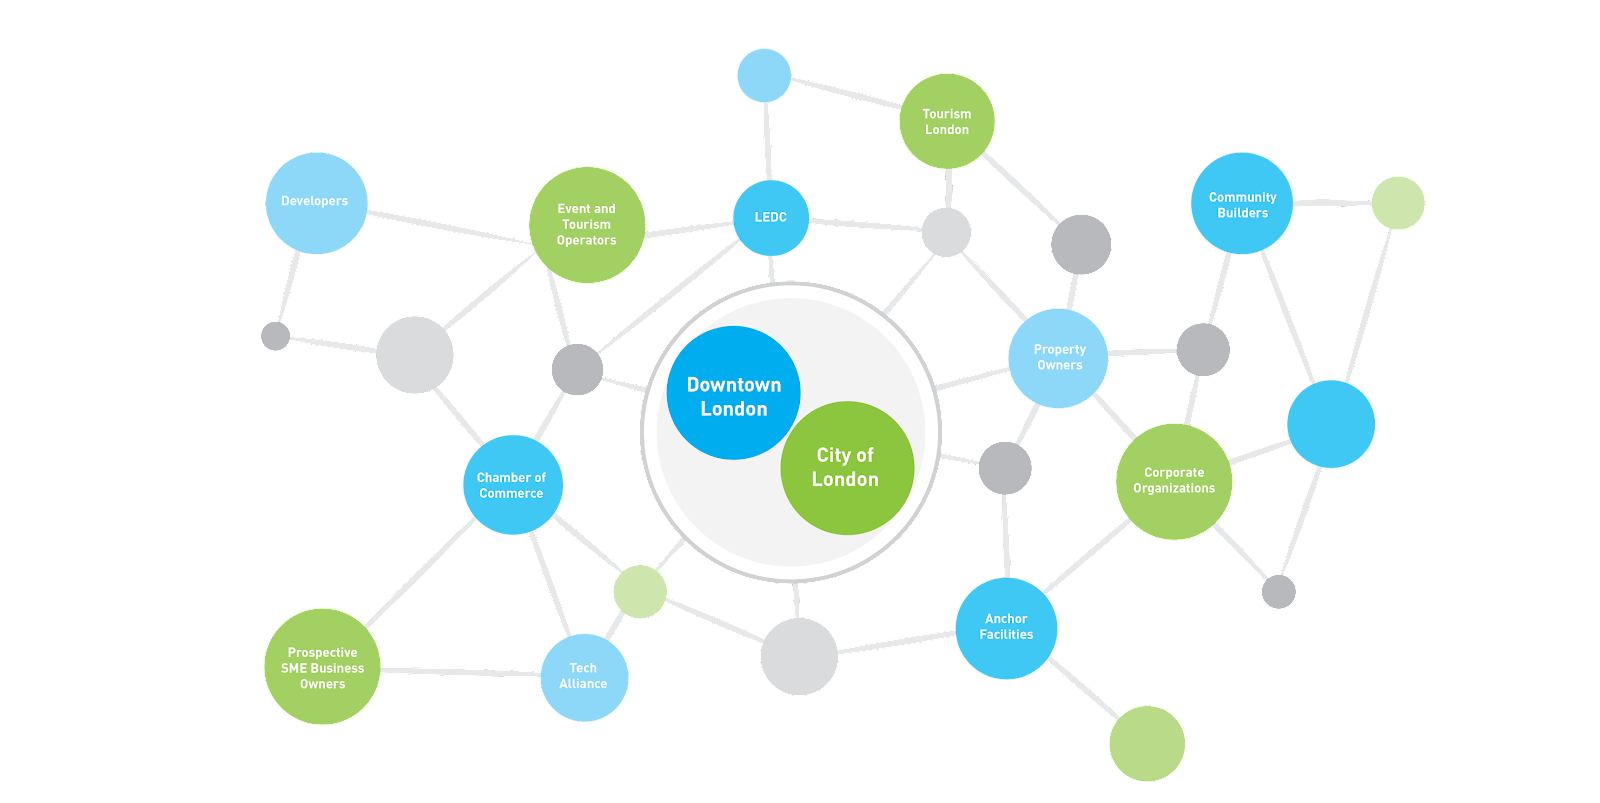 Tourism
London
Developers
Event and
Tourism
Operators
LEDC
Community
Builders
Property
Owners
Downtown
London
City of
London
Chamber of
Commerce
Corporate
Organizations
Anchor
Facilities
Prospective
SME Business
Owners
Tech
Alliance